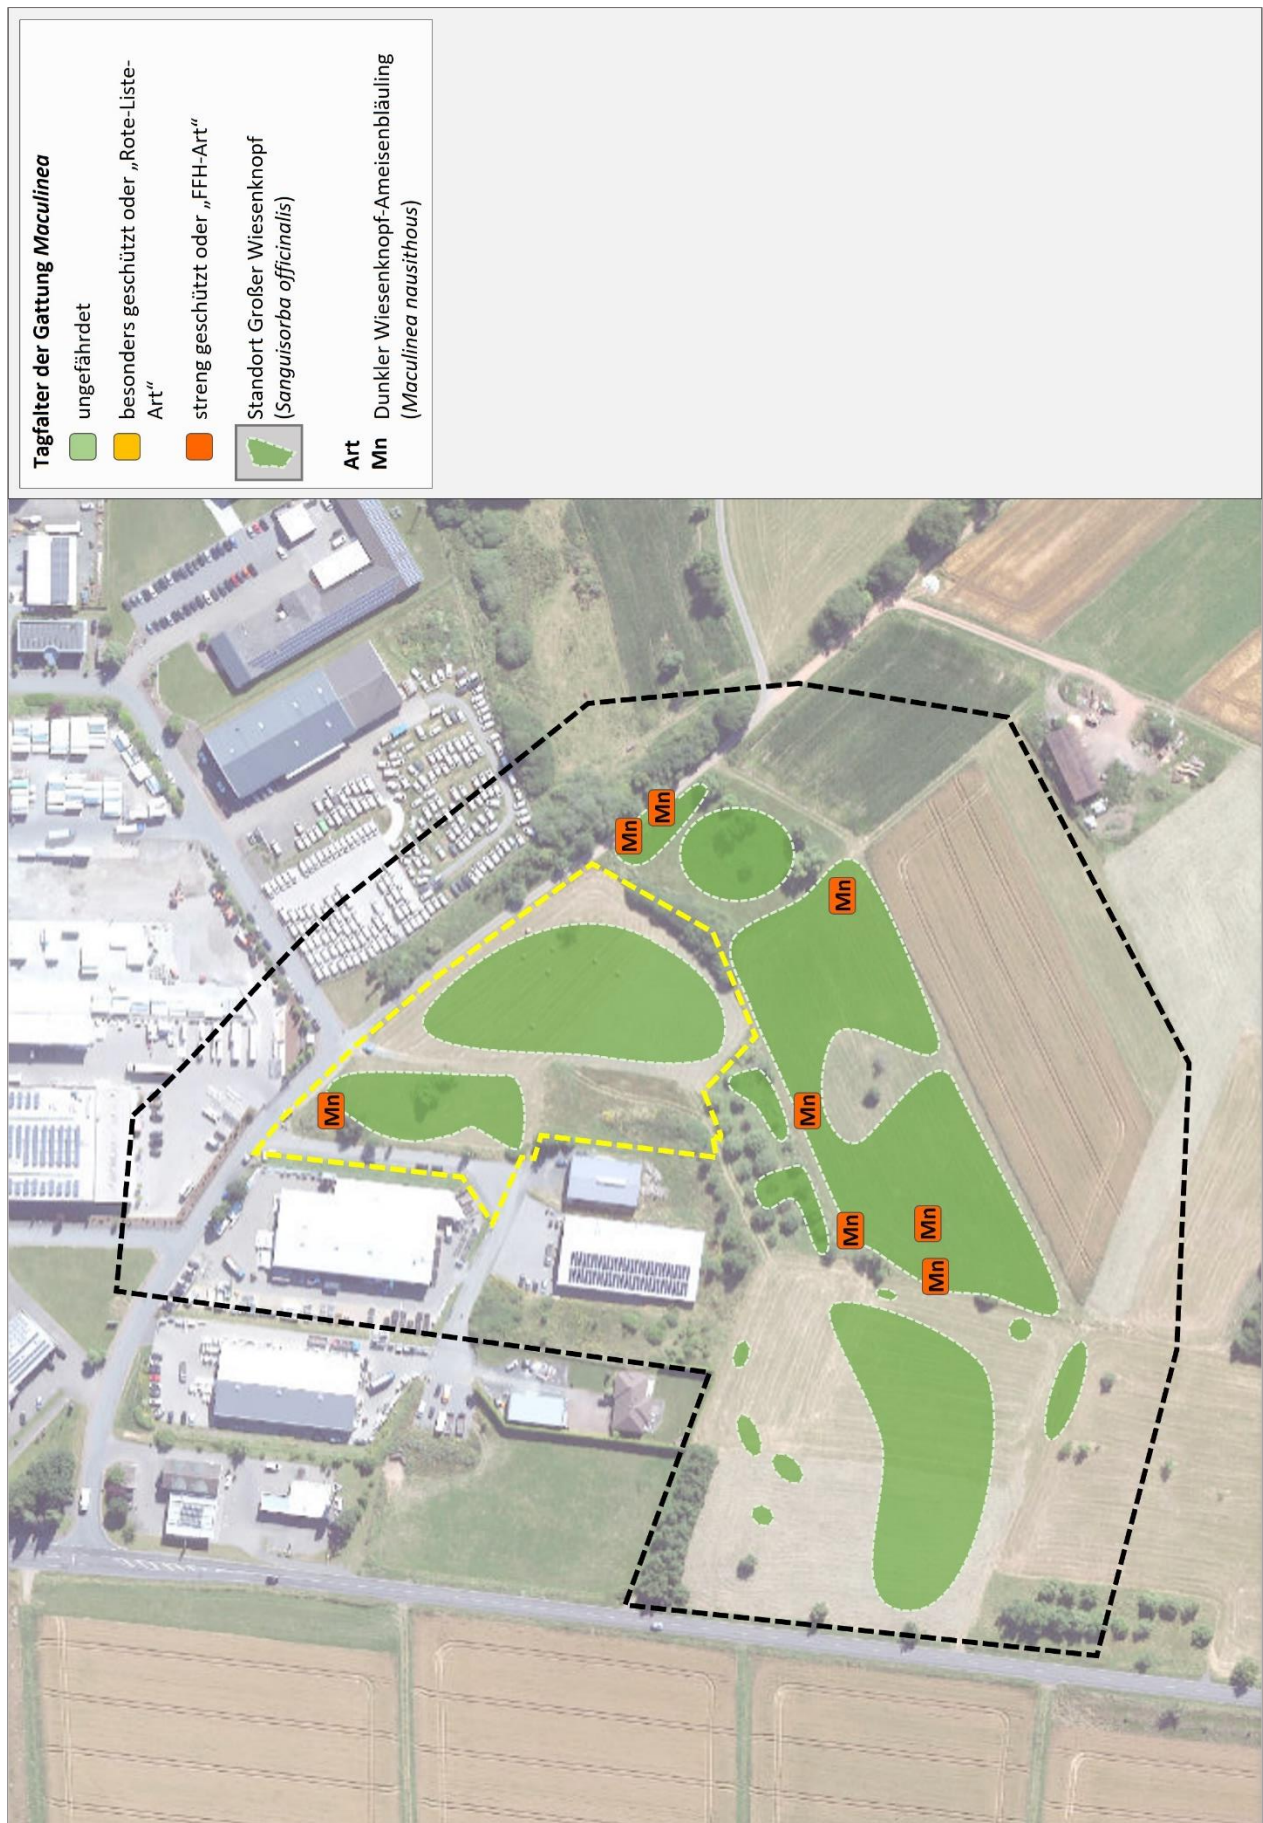 Tagfalter der Gattung Maculinea
ungefährdet
besonders geschützt oder „Rote-Liste-
Art“
streng geschützt oder „FFH-Art“
Standort Großer Wiesenknopf
(Sanguisorba officinalis)
Art
Mn Dunkler Wiesenknopf-Ameisenbläuling
(Maculinea nausithous)
Mn
Mn
Mn
Mn
Mn
Mn
Mn
Mn